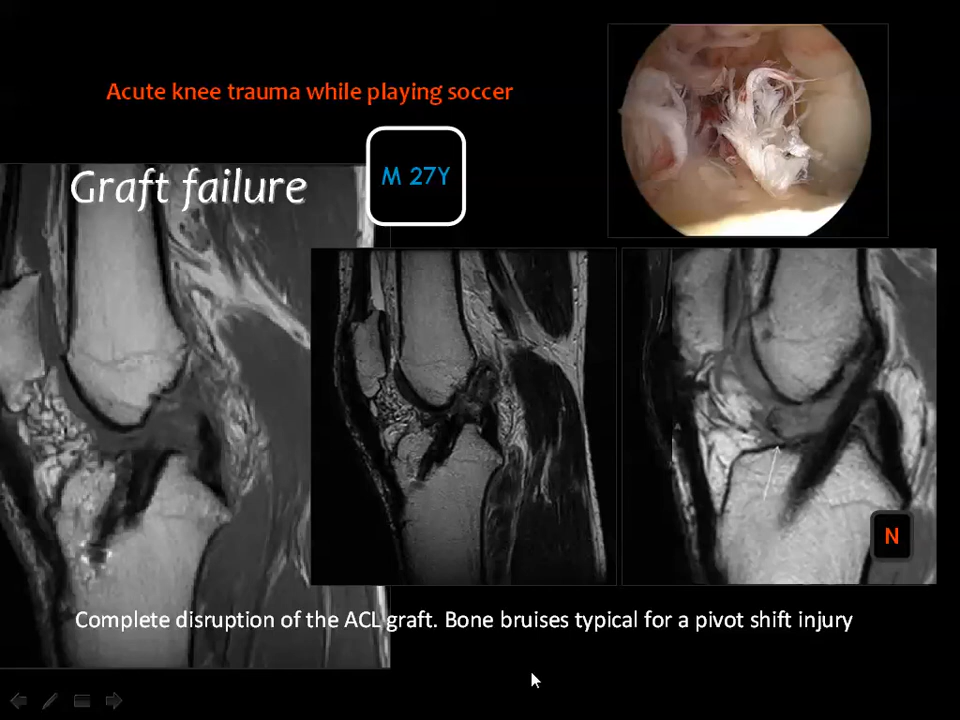 Acute knee trauma while playing soccer
M 27Y
Graft failure
N
Complete disruption of the ACL graft. Bone bruises typical for a pivot shift injury